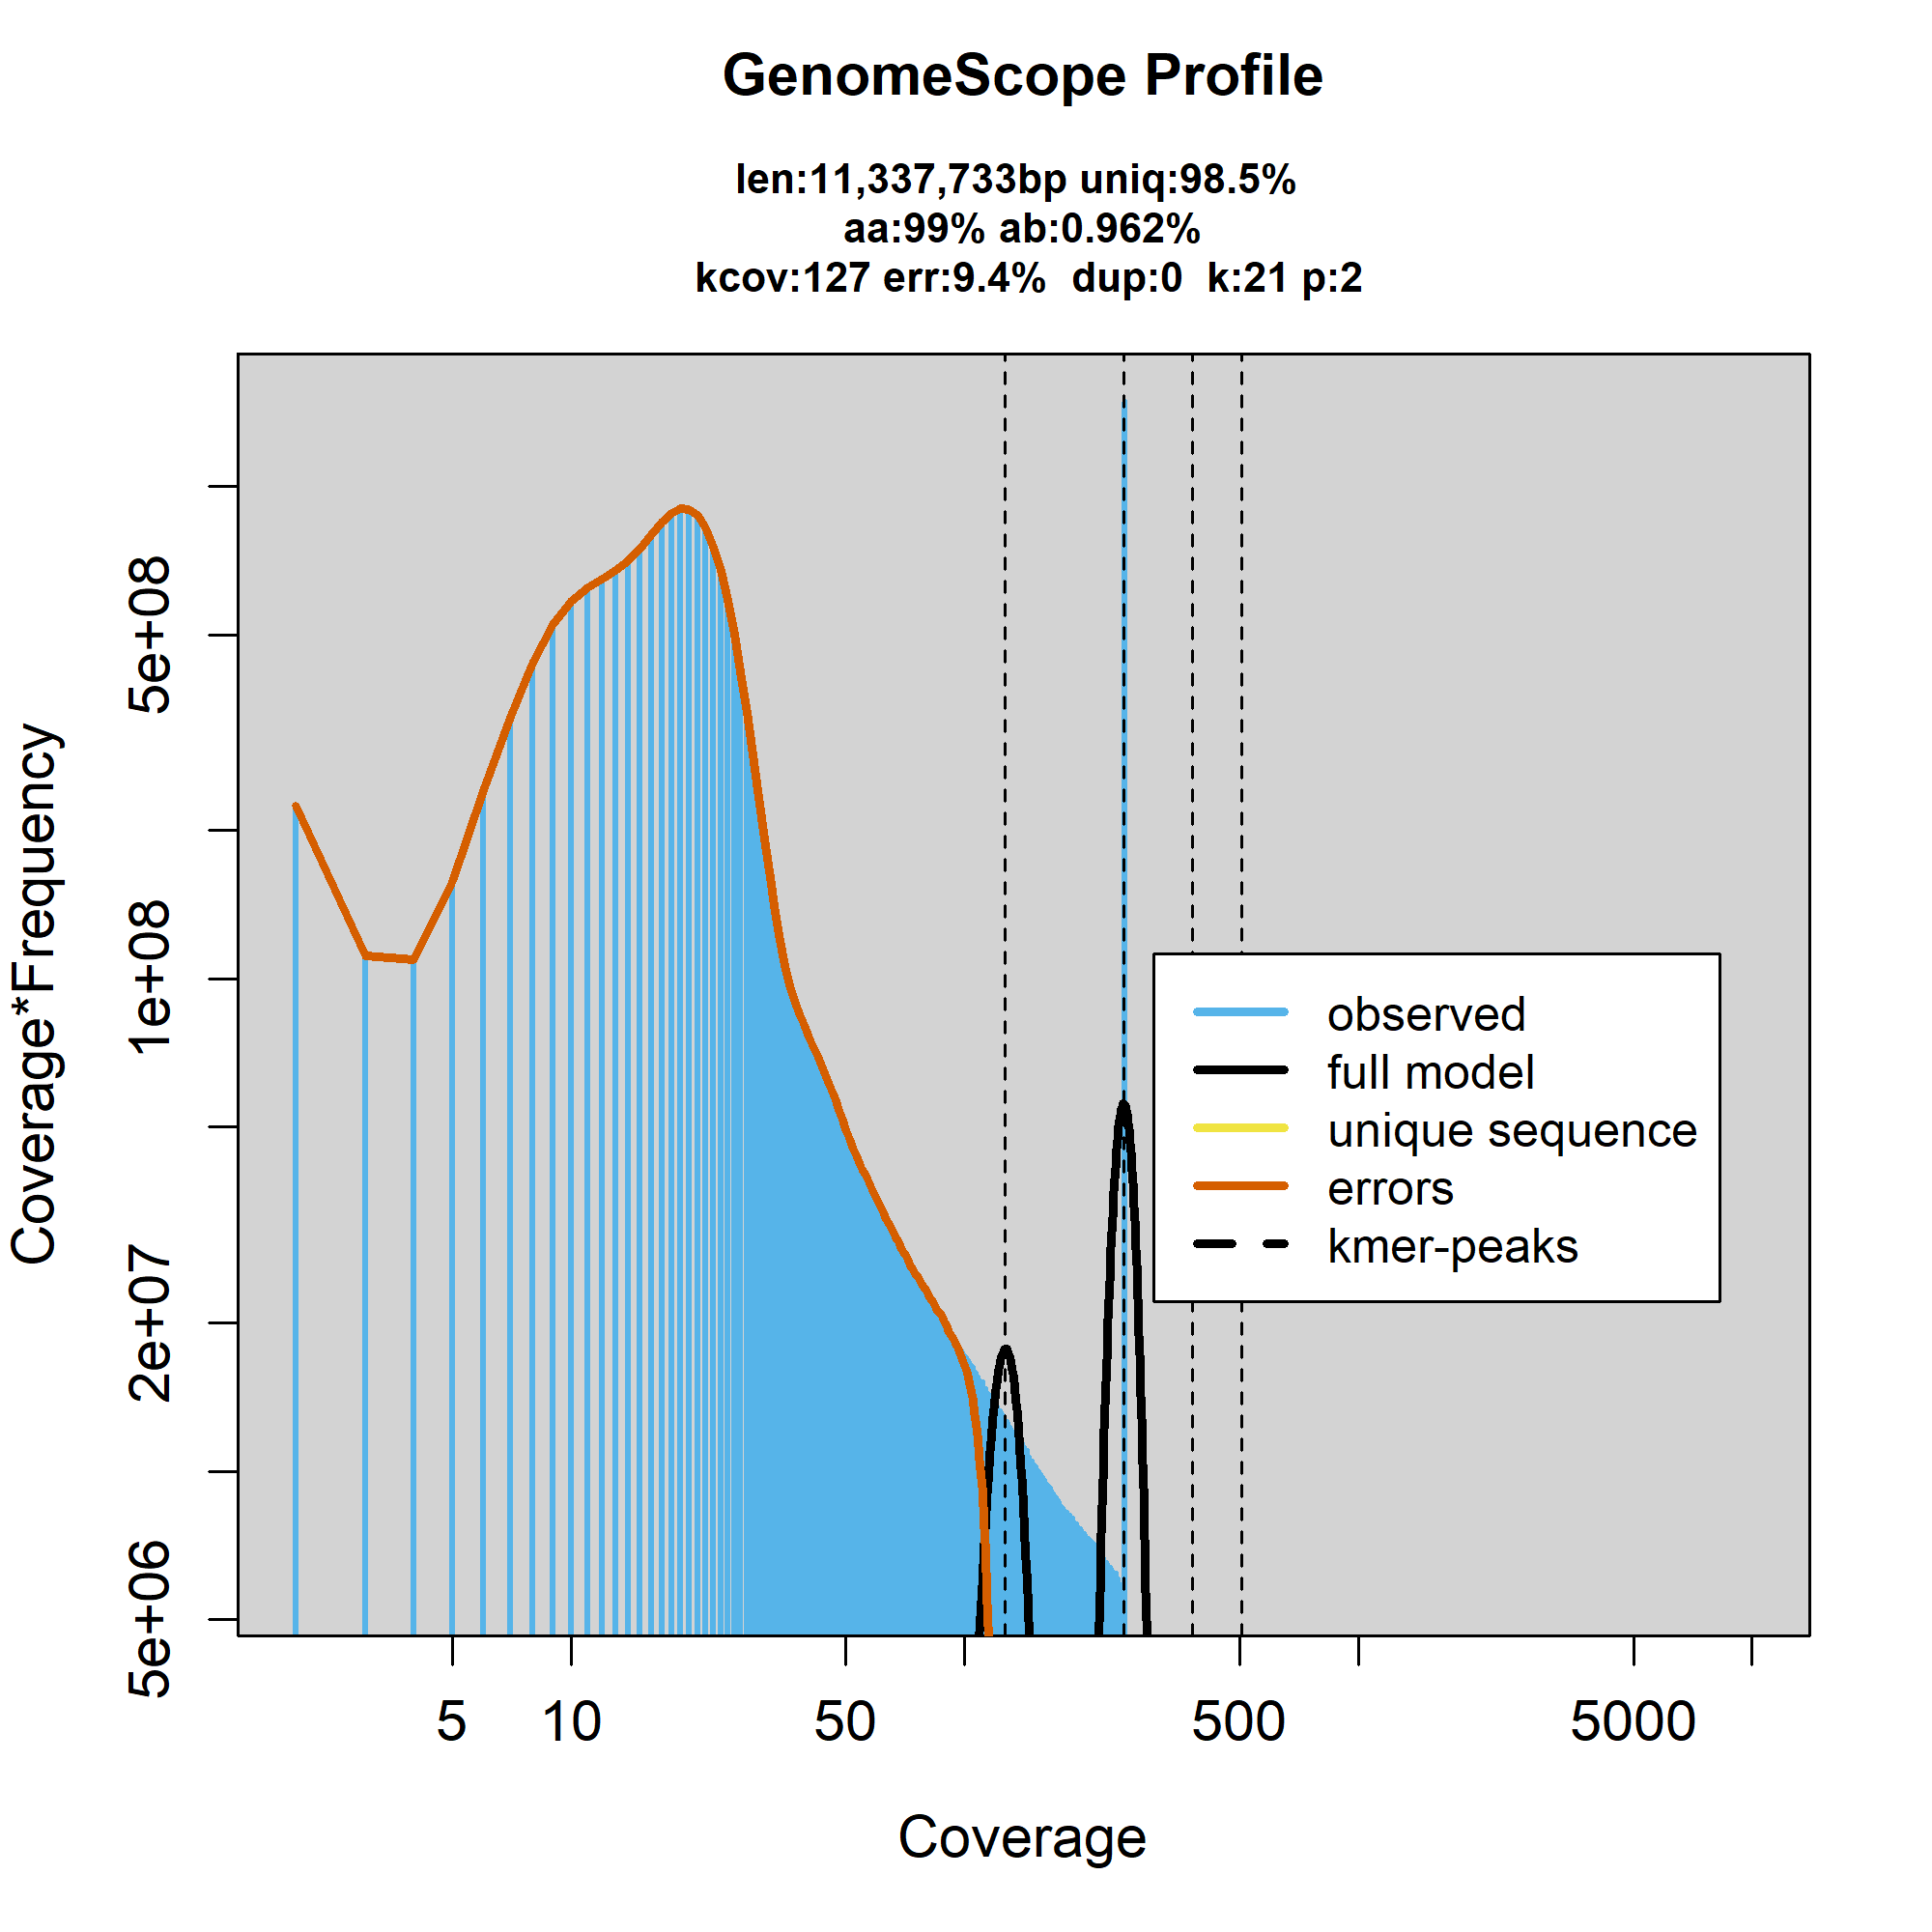 GenomeScope Profile
len:11,337,733bp uniq:98.5%
aa:99% ab:0.962%
kcov:127 err:9.4% dup:0 k:21 p:2
Coverage*Frequency
5e+08
1e+08
2e+07
5e+06
observed
full model
unique sequence
errors
kmer-peaks
5 10 50 500 5000
Coverage